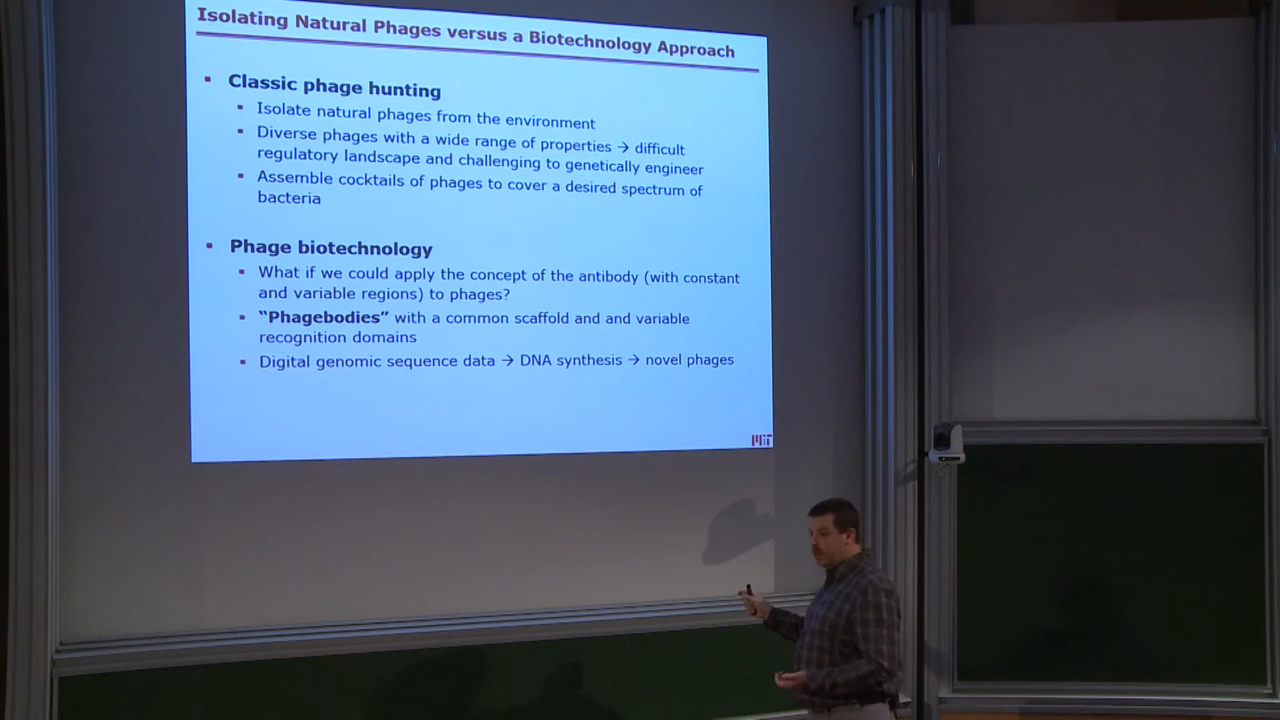 Isolating Natural Phages versus a Biotechnology Approach
▪ Classic phage hunting
▪ Isolate natural phages from the environment
▪ Diverse phages with a wide range of properties → difficult
regulatory landscape and challenging to genetically engineer
▪ Assemble cocktails of phages to cover a desired spectrum of
bacteria
▪ Phage biotechnology
▪ What if we could apply the concept of the antibody (with constant
and variable regions) to phages?
▪ “Phagebodies” with a common scaffold and and variable
recognition domains
▪ Digital genomic sequence data → DNA synthesis → novel phages
MIT